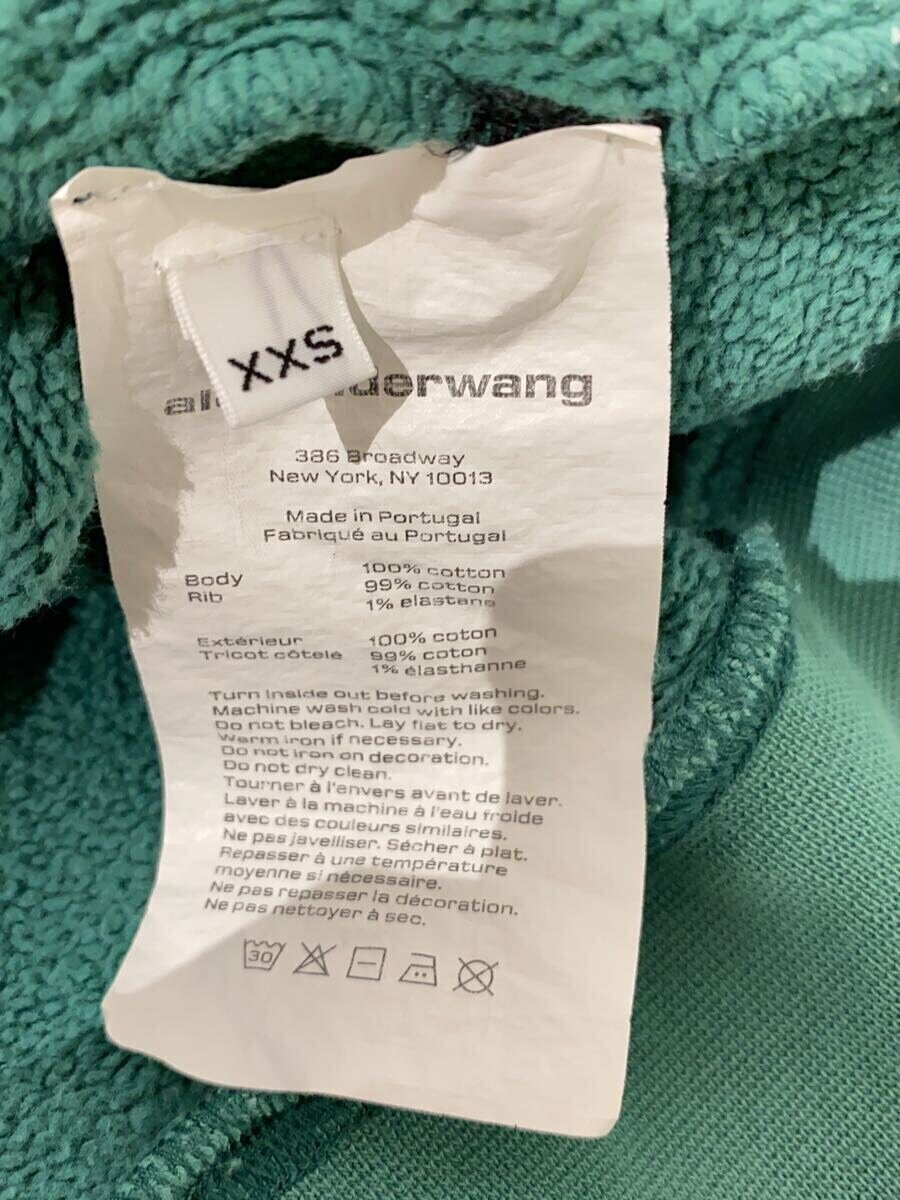 XXS
386 Broadway
New York, NY 10013
Made in Portugal
Fabriqué au Portugal
Body 100% cotton
Rib 99% cotton
1% elastane
Extérieur 100% coton
Tricot côtelé 99% coton
1% élasthanne
Turn inside out before washing.
Machine wash cold with like colors.
Do not bleach. Lay flat to dry.
Warm iron if necessary.
Do not iron on decoration.
Do not dry clean.
Tourner à l'envers avant de laver.
Laver à la machine à l'eau froide
avec des couleurs similaires.
Ne pas javelliser. Sécher à plat.
Repasser à une température
moyenne si nécessaire.
Ne pas repasser la décoration.
Ne pas nettoyer à sec.
30